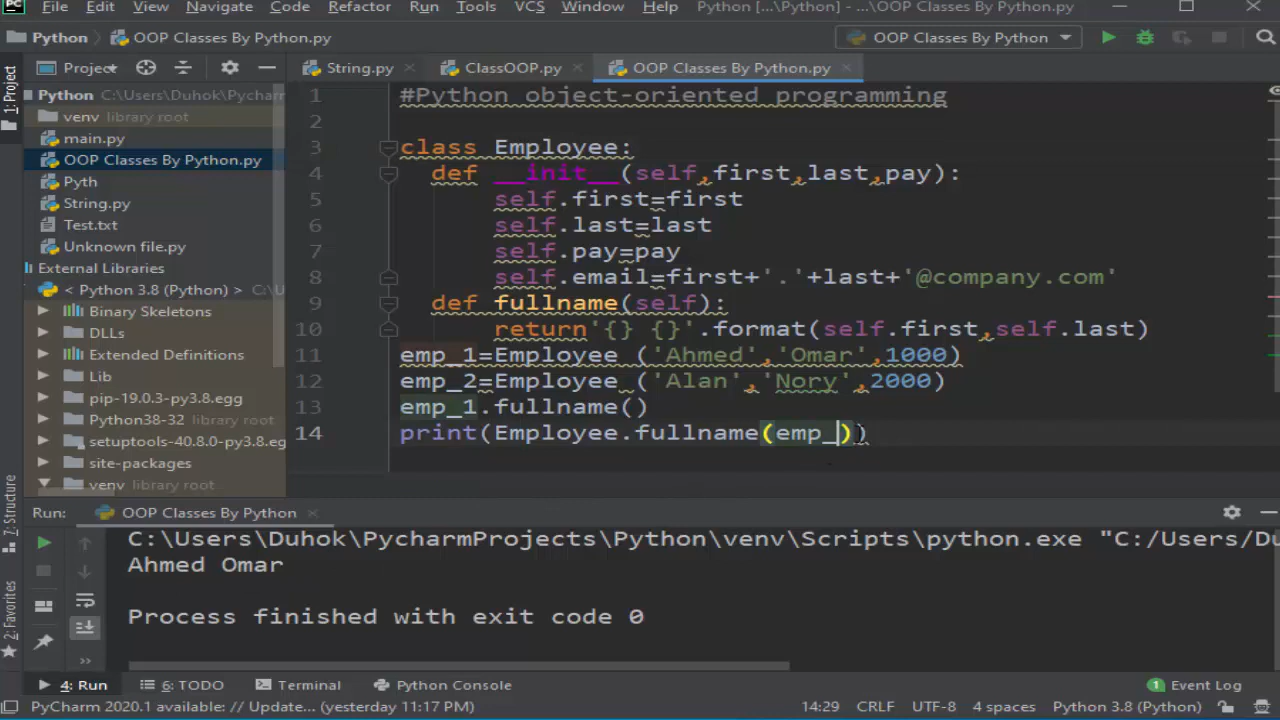 PC File Edit View Navigate Code Refactor Run Tools VCS Window Help Python [...\Python] - ...\OOP Classes By Python.py
Python OOP Classes By Python.py OOP Classes By Python
1: Project Project String.py ClassOOP.py OOP Classes By Python.py
Python C:\Users\Duhok\Pycharm
venv library root
main.py
OOP Classes By Python.py
Pyth
String.py
Test.txt
Unknown file.py
External Libraries
< Python 3.8 (Python) > C:\U
Binary Skeletons
DLLs
Extended Definitions
Lib
pip-19.0.3-py3.8.egg
Python38-32 library root
setuptools-40.8.0-py3.8.eg
site-packages
venv library root
1 #Python object-oriented programming
2
3 class Employee:
4 def __init__(self,first,last,pay):
5 self.first=first
6 self.last=last
7 self.pay=pay
8 self.email=first+'.'+last+'@company.com'
9 def fullname(self):
10 return'{} {}'.format(self.first,self.last)
11 emp_1=Employee ('Ahmed','Omar',1000)
12 emp_2=Employee ('Alan','Nory',2000)
13 emp_1.fullname()
14 print(Employee.fullname(emp_))
7: Structure
2: Favorites
Run: OOP Classes By Python
C:\Users\Duhok\PycharmProjects\Python\venv\Scripts\python.exe "C:/Users/Du
Ahmed Omar
Process finished with exit code 0
4: Run 6: TODO Terminal Python Console 1 Event Log
PyCharm 2020.1 available: // Update... (yesterday 11:17 PM) 14:29 CRLF UTF-8 4 spaces Python 3.8 (Python)